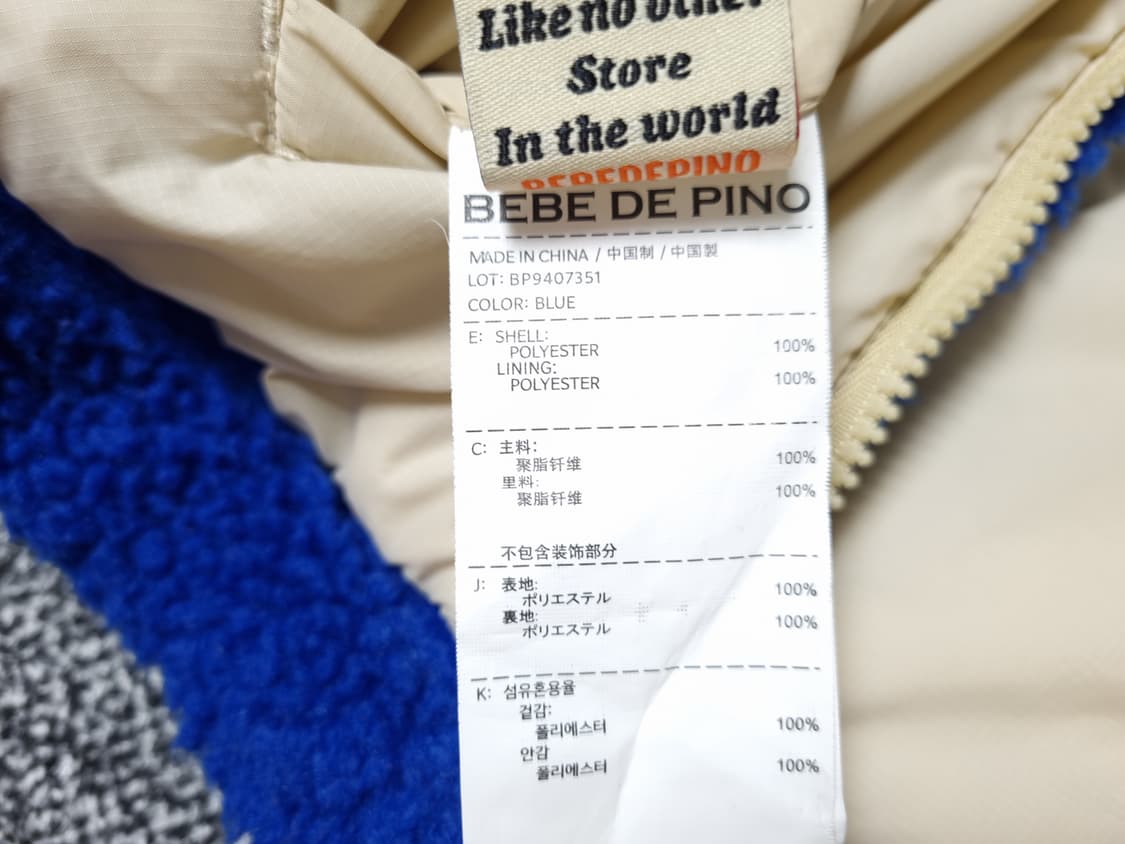 Like no other
Store
In the world
BEBEDEPINO
BEBE DE PINO
MADE IN CHINA / 中国制 / 中国製
LOT: BP9407351
COLOR: BLUE
E: SHELL:
POLYESTER 100%
LINING:
POLYESTER 100%
C: 主料:
聚脂钎维 100%
里料:
聚脂钎维 100%
不包含装饰部分
J: 表地:
ポリエステル 100%
裏地:
ポリエステル 100%
K: 섬유혼용율
겉감:
폴리에스터 100%
안감
폴리에스터 100%